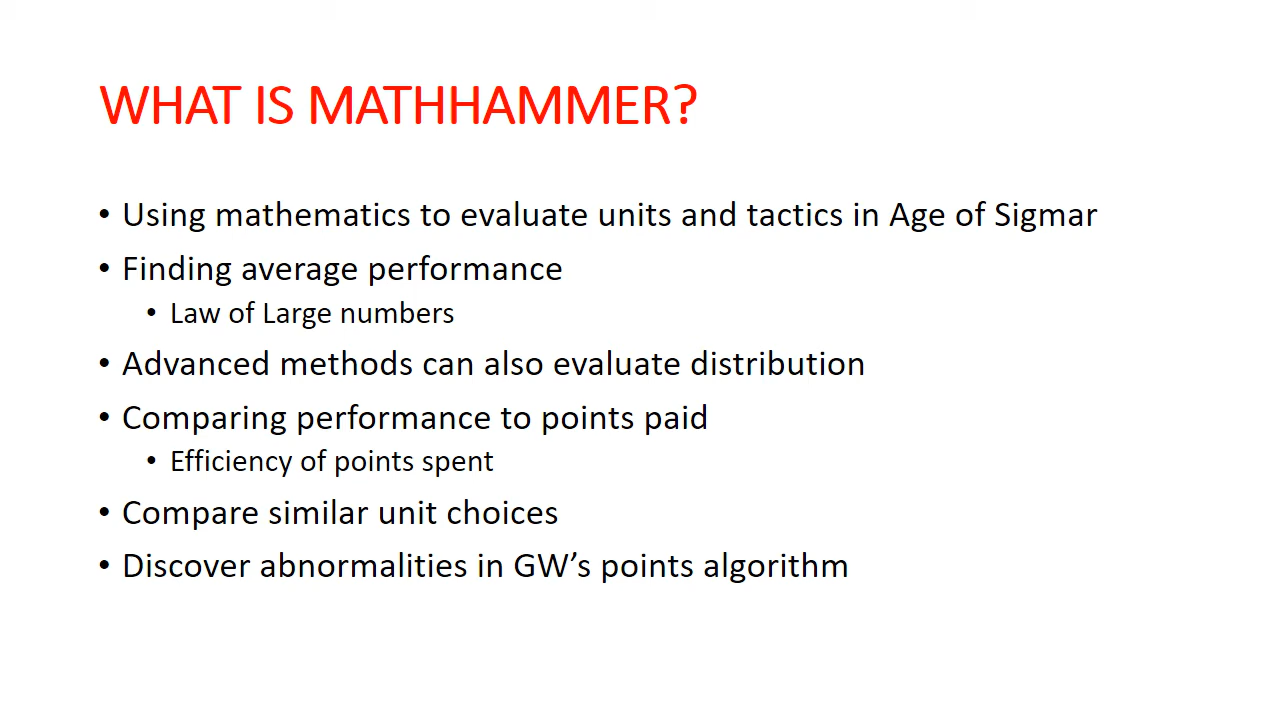 WHAT IS MATHHAMMER?
• Using mathematics to evaluate units and tactics in Age of Sigmar
• Finding average performance
• Law of Large numbers
• Advanced methods can also evaluate distribution
• Comparing performance to points paid
• Efficiency of points spent
• Compare similar unit choices
• Discover abnormalities in GW’s points algorithm